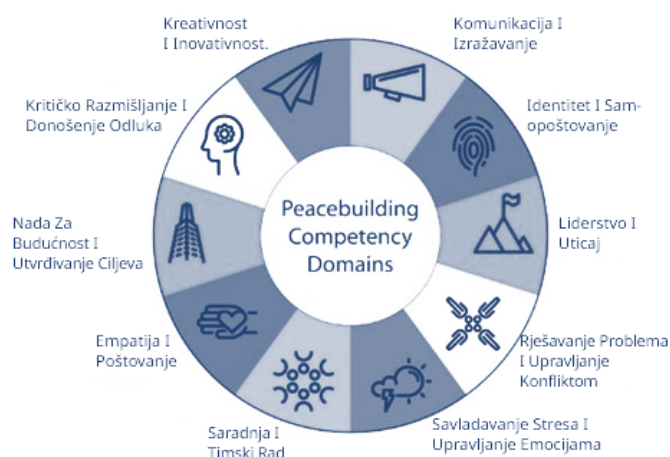 Kreativnost
I Inovativnost.
Komunikacija I
Izražavanje
Kritičko Razmišljanje I
Donošenje Odluka
Identitet I Sam-
opoštovanje
Peacebuilding
Competency
Domains
Nada Za
Budućnost I
Utvrđivanje Ciljeva
Liderstvo I
Uticaj
Empatija I
Poštovanje
Rješavanje Problema
I Upravljanje
Konfliktom
Saradnja I
Timski Rad
Savladavanje Stresa I
Upravljanje Emocijama